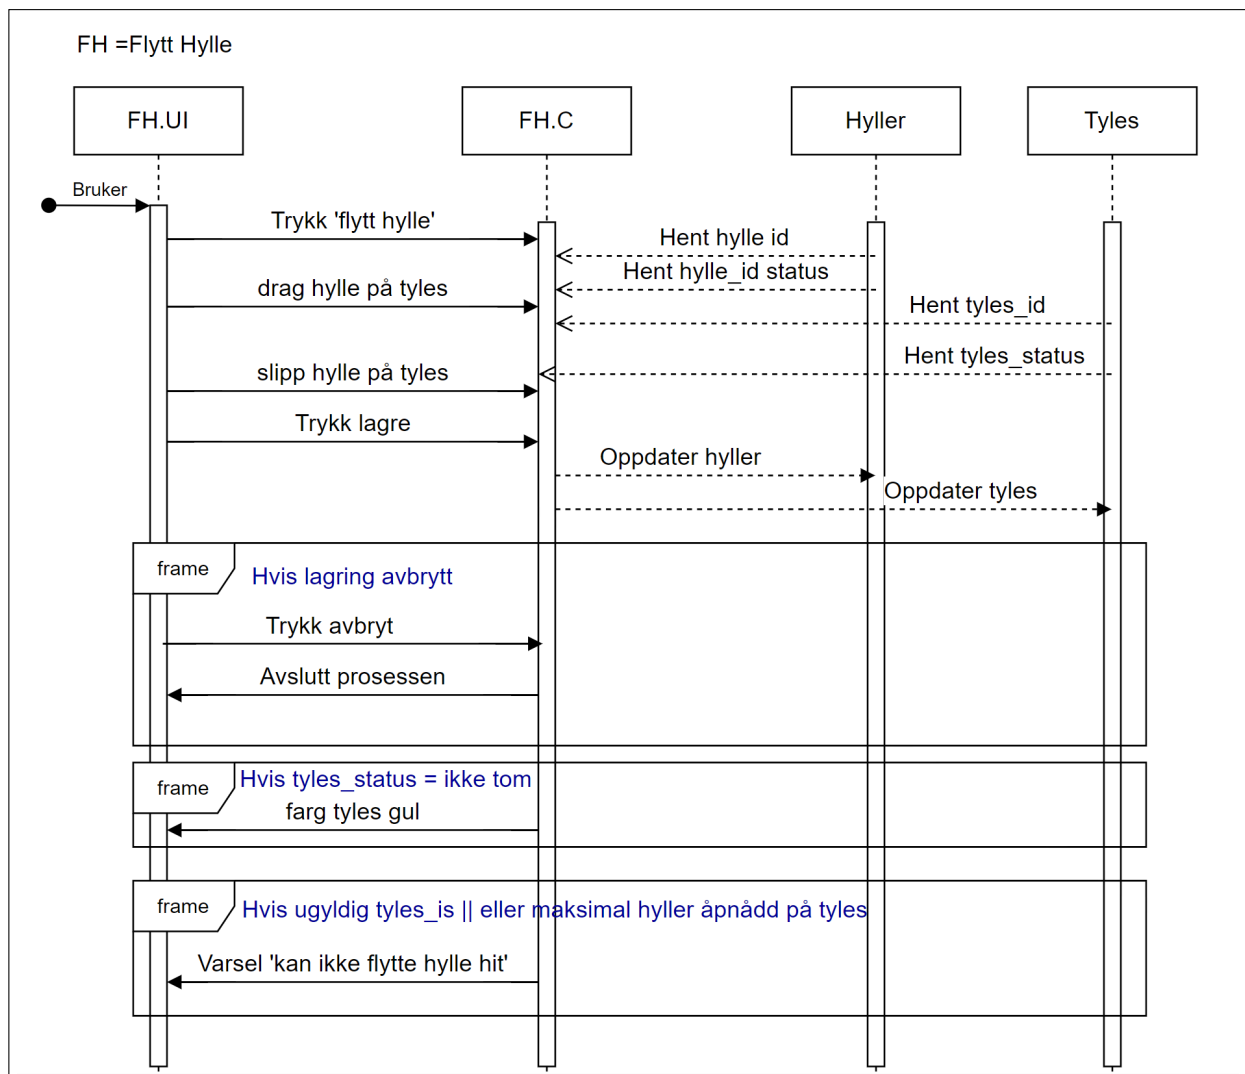 FH =Flytt Hylle
FH.UI
FH.C
Hyller
Tyles
Bruker
Trykk 'flytt hylle'
Hent hylle id
Hent hylle_id status
drag hylle på tyles
Hent tyles_id
Hent tyles_status
slipp hylle på tyles
Trykk lagre
Oppdater hyller
Oppdater tyles
frame
Hvis lagring avbrytt
Trykk avbryt
Avslutt prosessen
frame
Hvis tyles_status = ikke tom
farg tyles gul
frame
Hvis ugyldig tyles_is || eller maksimal hyller åpnådd på tyles
Varsel 'kan ikke flytte hylle hit'